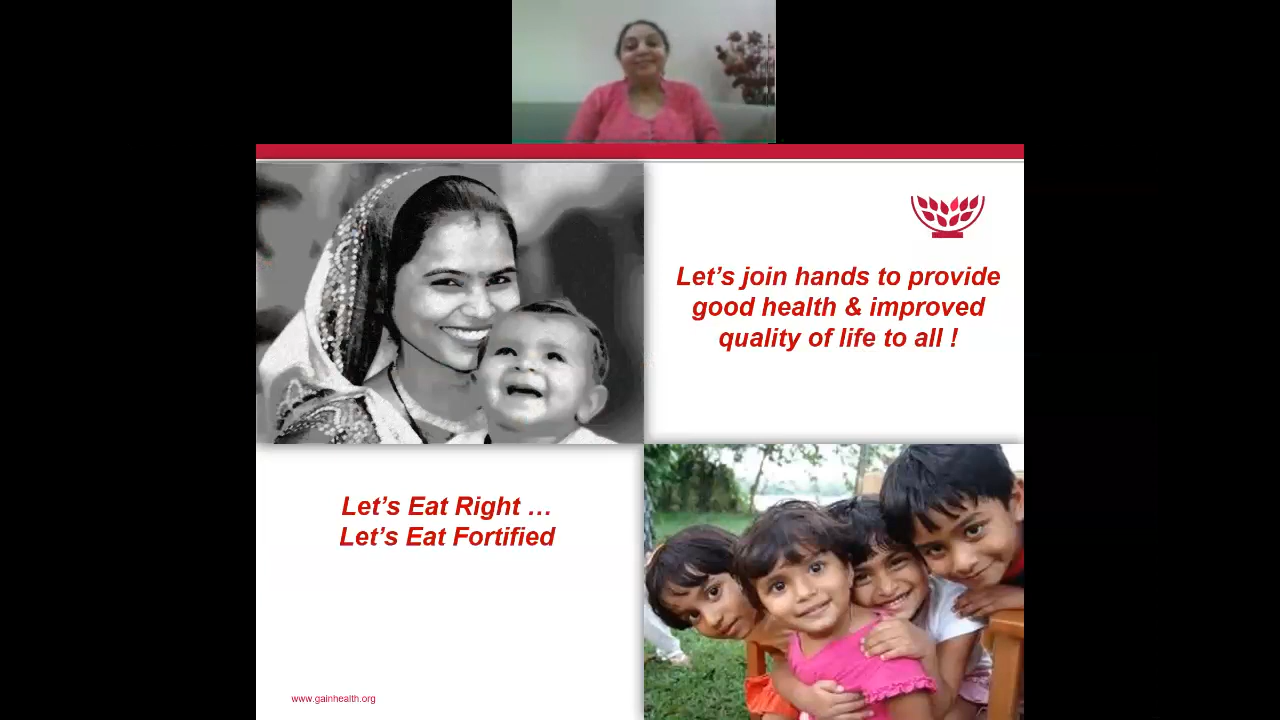 Let’s join hands to provide
good health & improved
quality of life to all !
Let’s Eat Right …
Let’s Eat Fortified
www.gainhealth.org